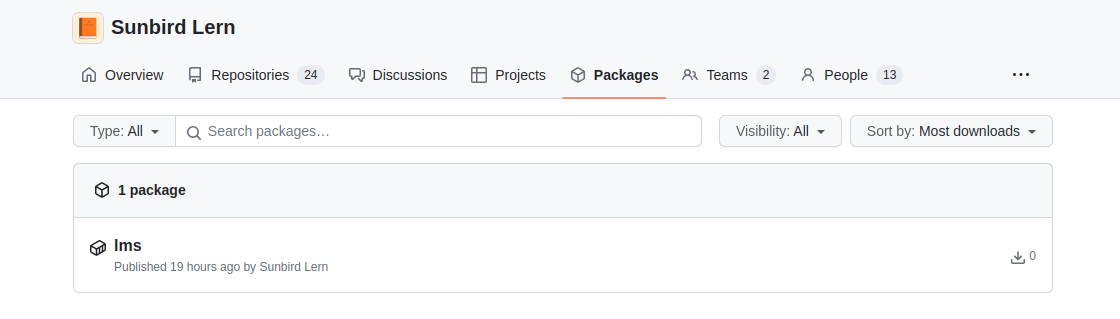 Sunbird Lern
Overview Repositories 24 Discussions Projects Packages Teams 2 People 13
Type: All Search packages… Visibility: All Sort by: Most downloads
1 package
lms
Published 19 hours ago by Sunbird Lern 0